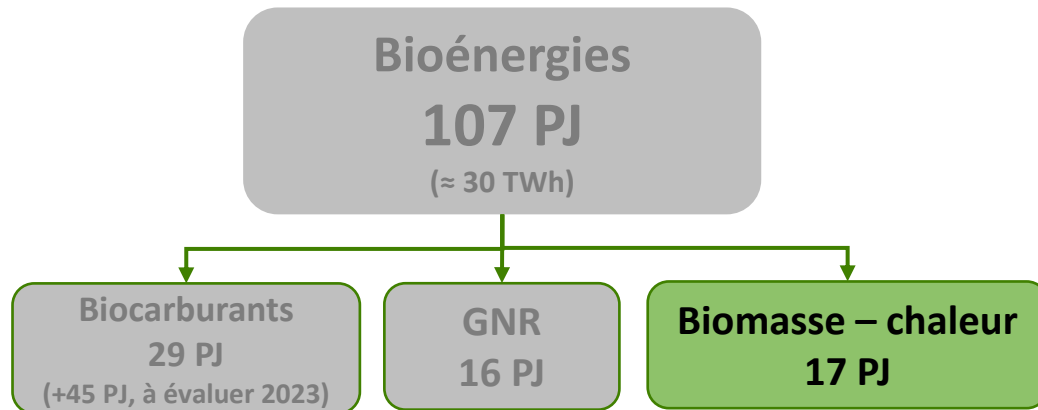 Bioénergies
107 PJ
(≈ 30 TWh)
Biocarburants
29 PJ
(+45 PJ, à évaluer 2023)
GNR
16 PJ
Biomasse – chaleur
17 PJ